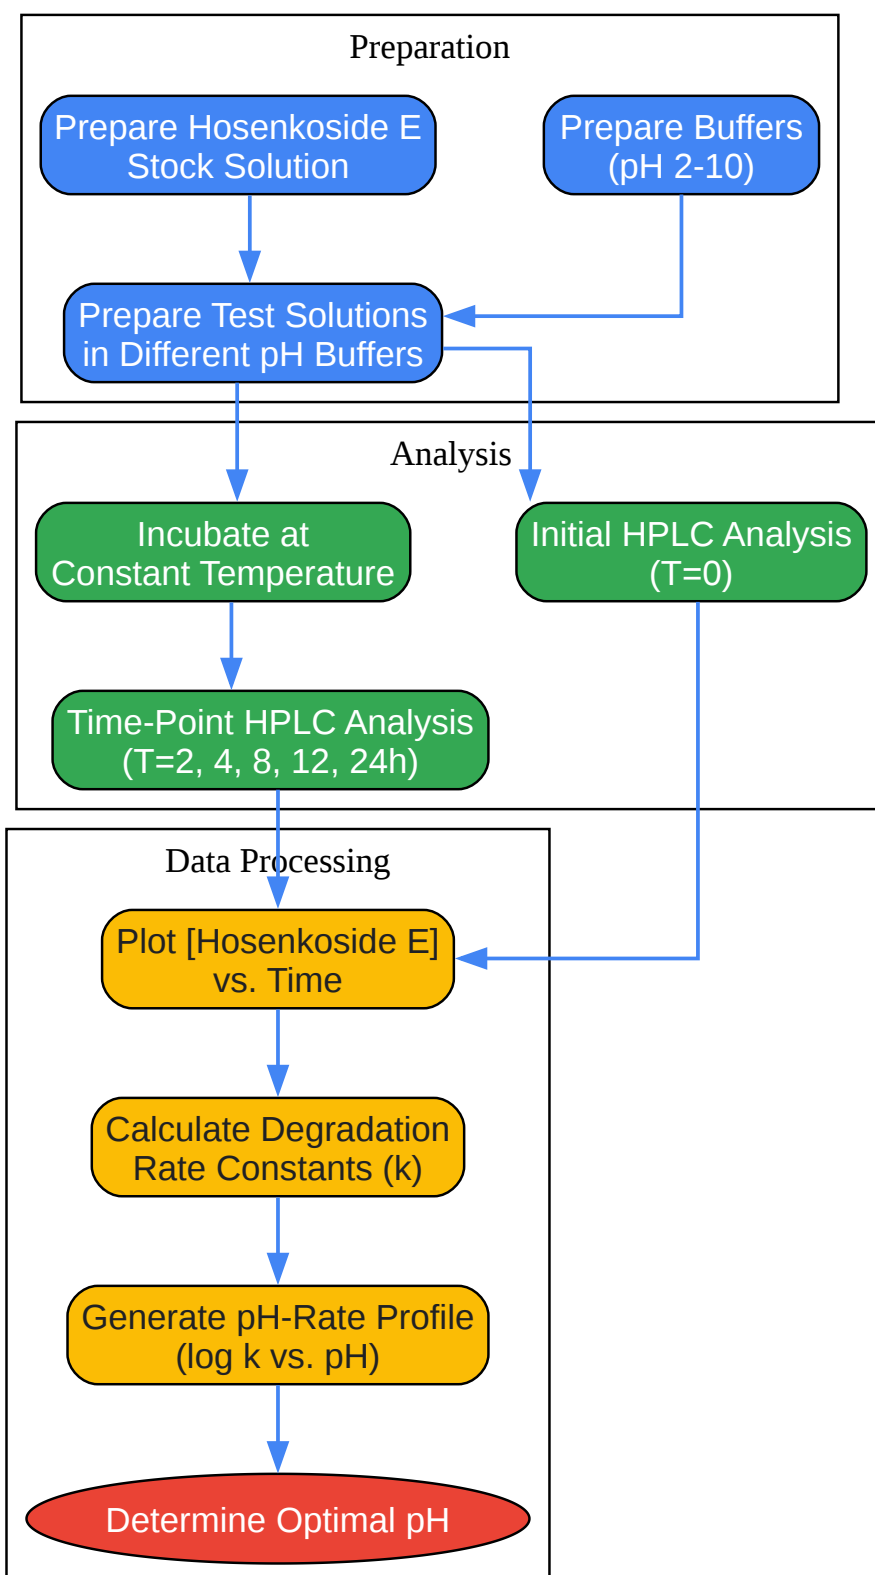 Preparation
Prepare Hosenkoside E
Stock Solution
Prepare Buffers
(pH 2-10)
Prepare Test Solutions
in Different pH Buffers
Analysis
Incubate at
Constant Temperature
Initial HPLC Analysis
(T=0)
Time-Point HPLC Analysis
(T=2, 4, 8, 12, 24h)
Data Processing
Plot [Hosenkoside E]
vs. Time
Calculate Degradation
Rate Constants (k)
Generate pH-Rate Profile
(log k vs. pH)
Determine Optimal pH